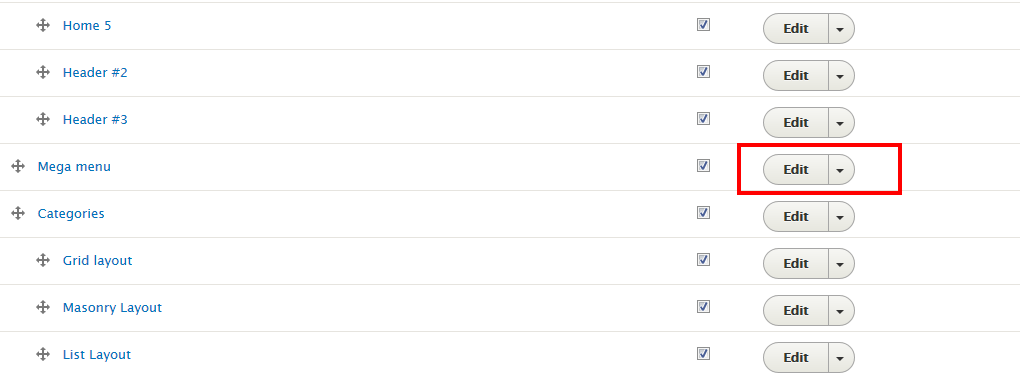 Home 5 Edit
Header #2 Edit
Header #3 Edit
Mega menu Edit
Categories Edit
Grid layout Edit
Masonry Layout Edit
List Layout Edit